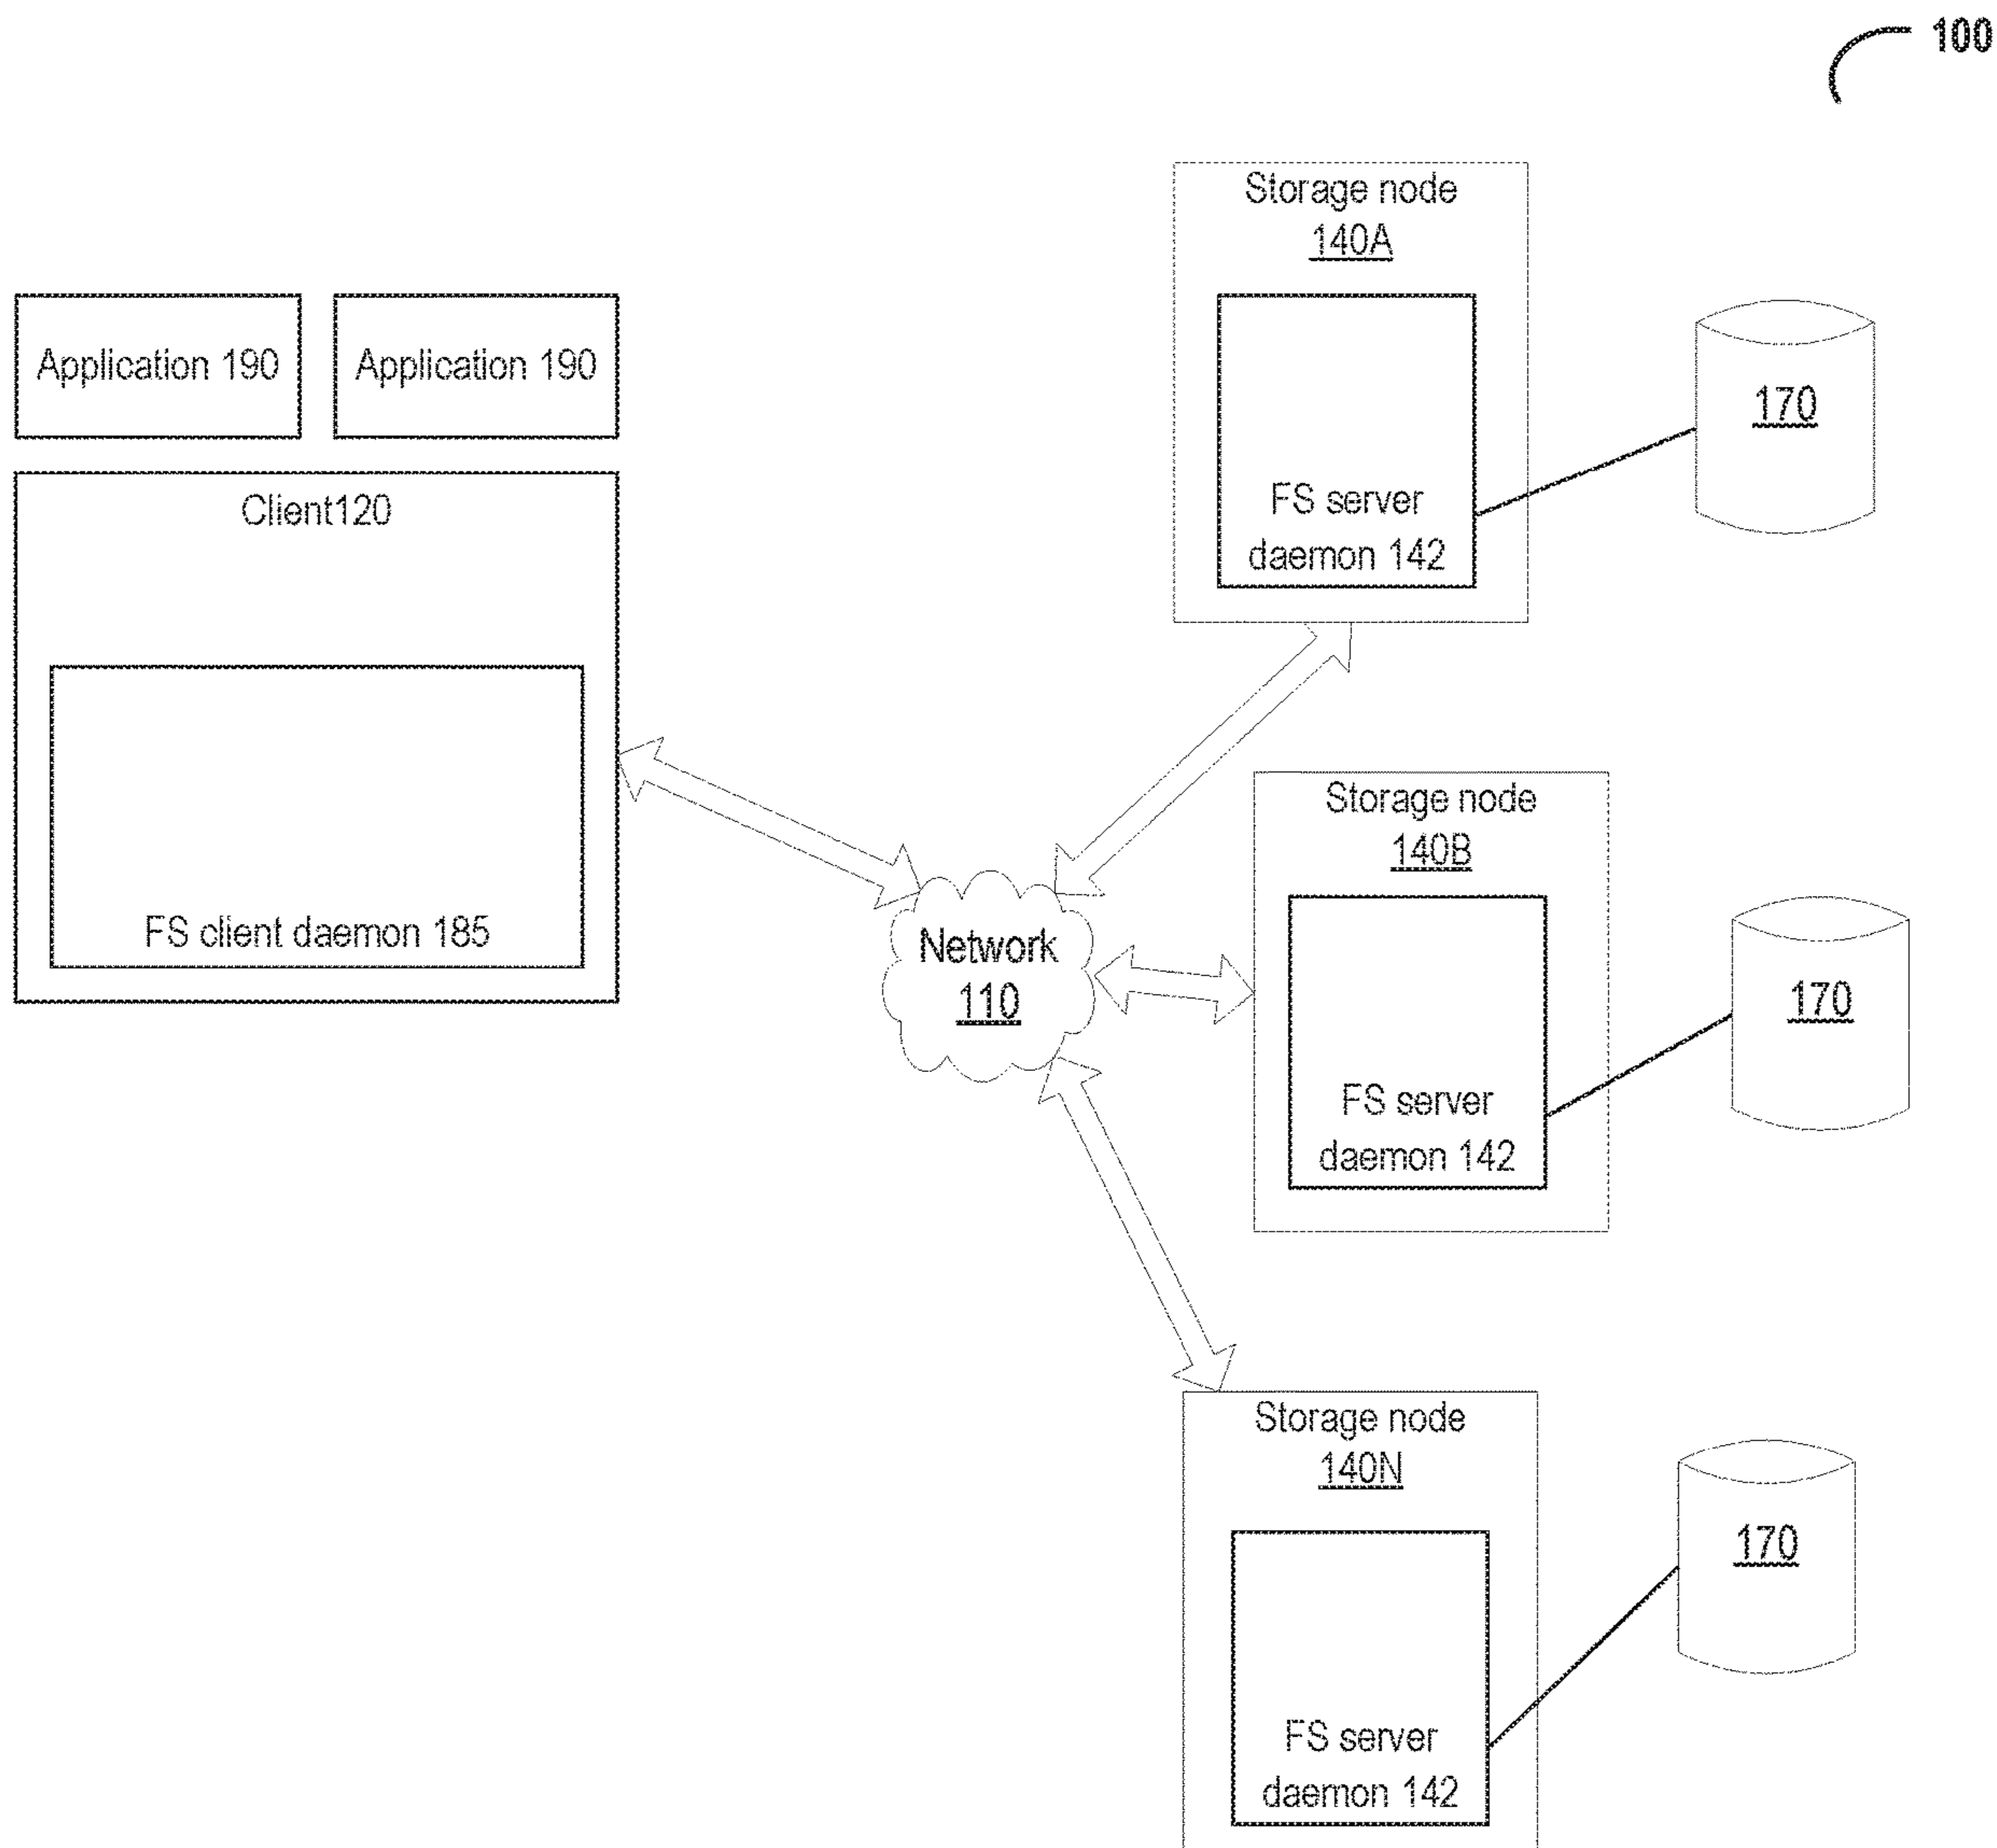 100
Storage node
140A
Application 190
Application 190
170
Client120
FS server
daemon 142
Storage node
140B
FS client daemon 185
Network
110
170
FS server
daemon 142
Storage node
140N
170
FS server
daemon 142